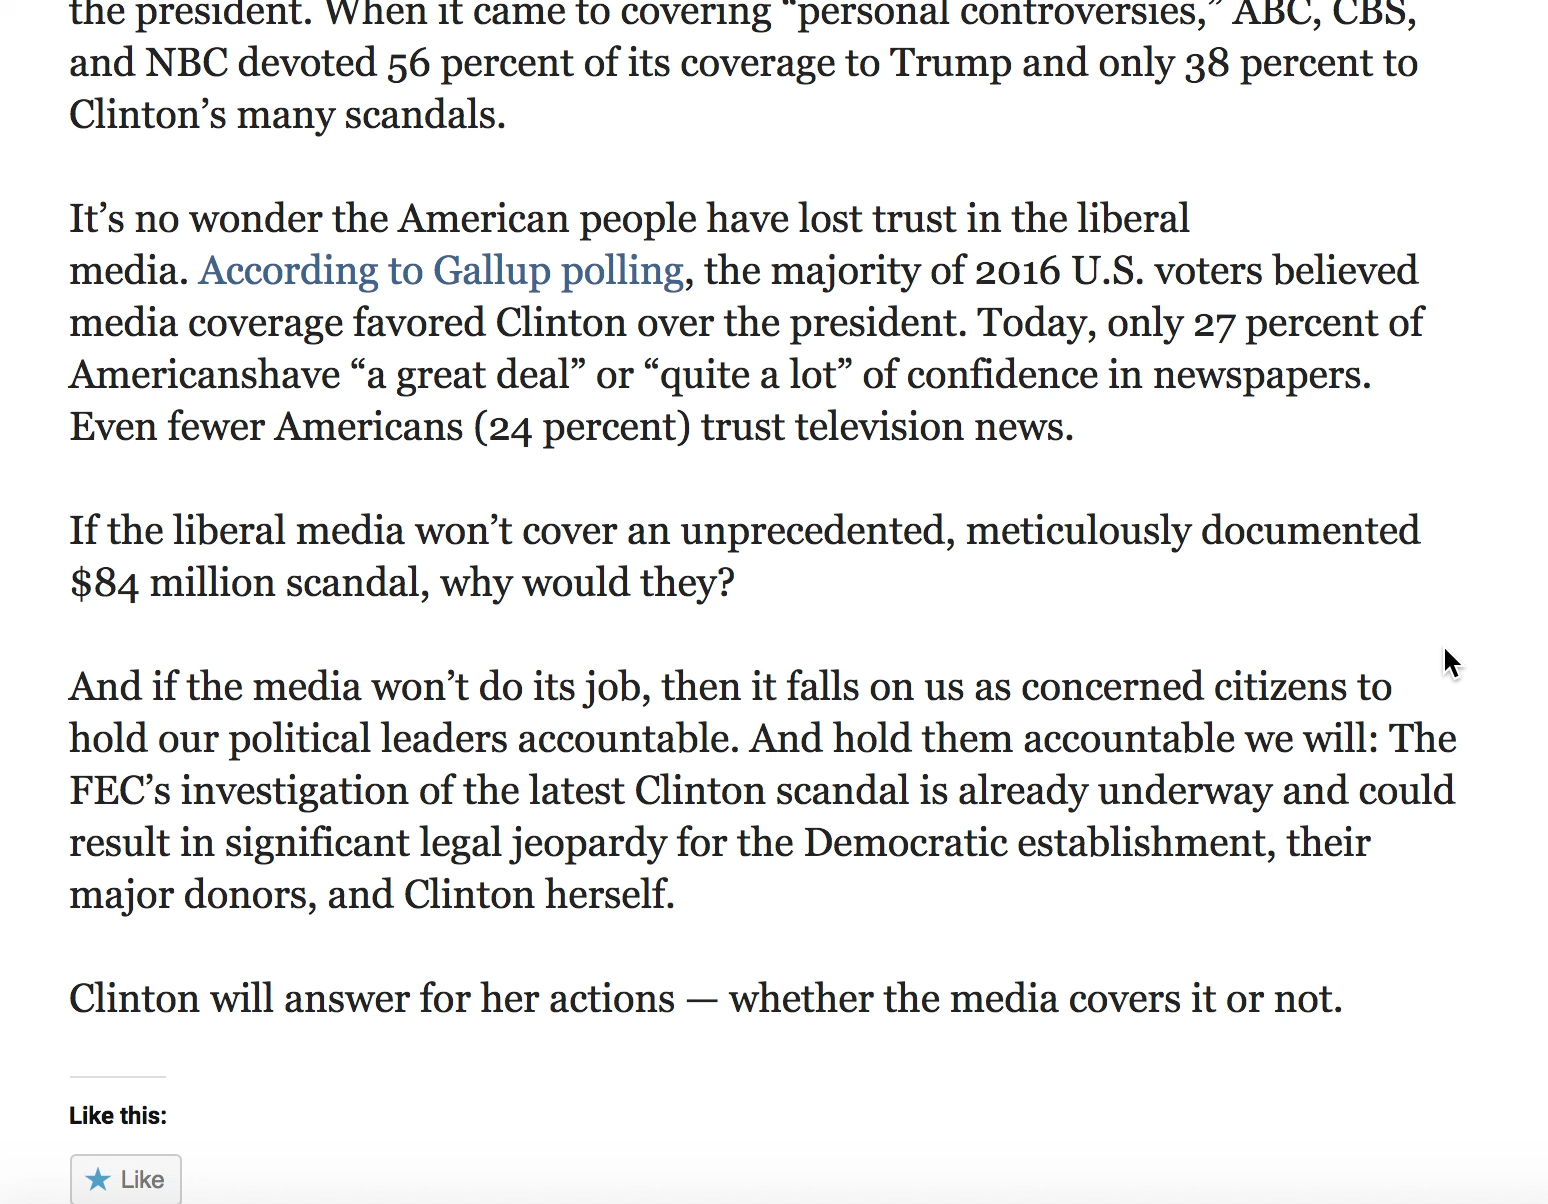 the president. When it came to covering “personal controversies,” ABC, CBS,
and NBC devoted 56 percent of its coverage to Trump and only 38 percent to
Clinton’s many scandals.
It’s no wonder the American people have lost trust in the liberal
media. According to Gallup polling, the majority of 2016 U.S. voters believed
media coverage favored Clinton over the president. Today, only 27 percent of
Americanshave “a great deal” or “quite a lot” of confidence in newspapers.
Even fewer Americans (24 percent) trust television news.
If the liberal media won’t cover an unprecedented, meticulously documented
$84 million scandal, why would they?
And if the media won’t do its job, then it falls on us as concerned citizens to
hold our political leaders accountable. And hold them accountable we will: The
FEC’s investigation of the latest Clinton scandal is already underway and could
result in significant legal jeopardy for the Democratic establishment, their
major donors, and Clinton herself.
Clinton will answer for her actions — whether the media covers it or not.
Like this:
Like